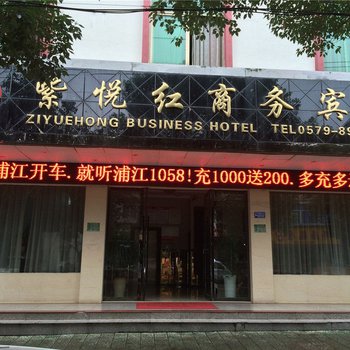 紫悦红商务宾
ZIYUEHONG BUSINESS HOTEL TEL0579-89
浦江开车.就听浦江1058!充1000送200.多充多